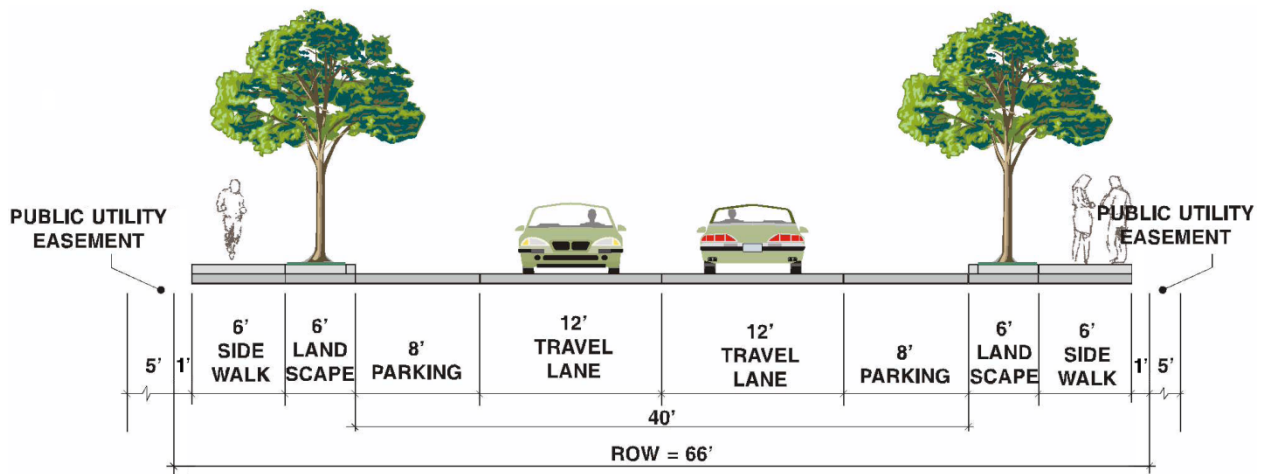 PUBLIC UTILITY
EASEMENT
PUBLIC UTILITY
EASEMENT
5’
1’
6’
SIDE
WALK
6’
LAND
SCAPE
8’
PARKING
12’
TRAVEL
LANE
12’
TRAVEL
LANE
8’
PARKING
6’
LAND
SCAPE
6’
SIDE
WALK
1’
5’
40’
ROW = 66’